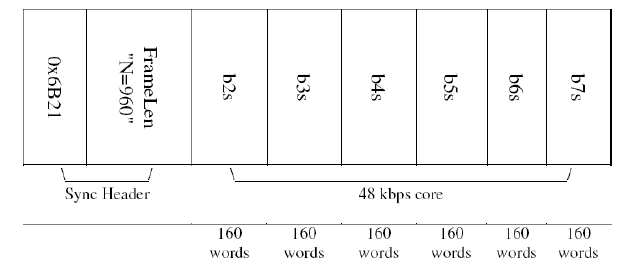 0x6B21
FrameLen
"N=960"
b2s
b3s
b4s
b5s
b6s
b7s
Sync Header
48 kbps core
160 160 160 160 160 160
words words words words words words